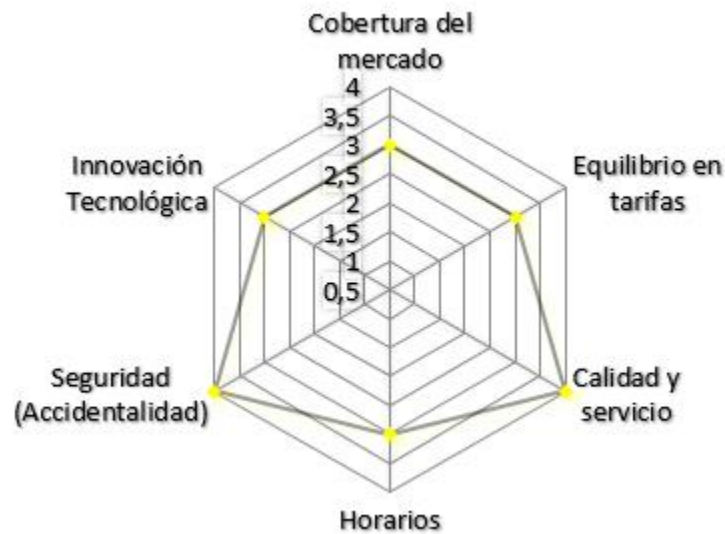 Cobertura del
mercado
4
3,5
3
2,5
2
1,5
1
0,5
Equilibrio en
tarifas
Calidad y
servicio
Horarios
Seguridad
(Accidentalidad)
Innovación
Tecnológica